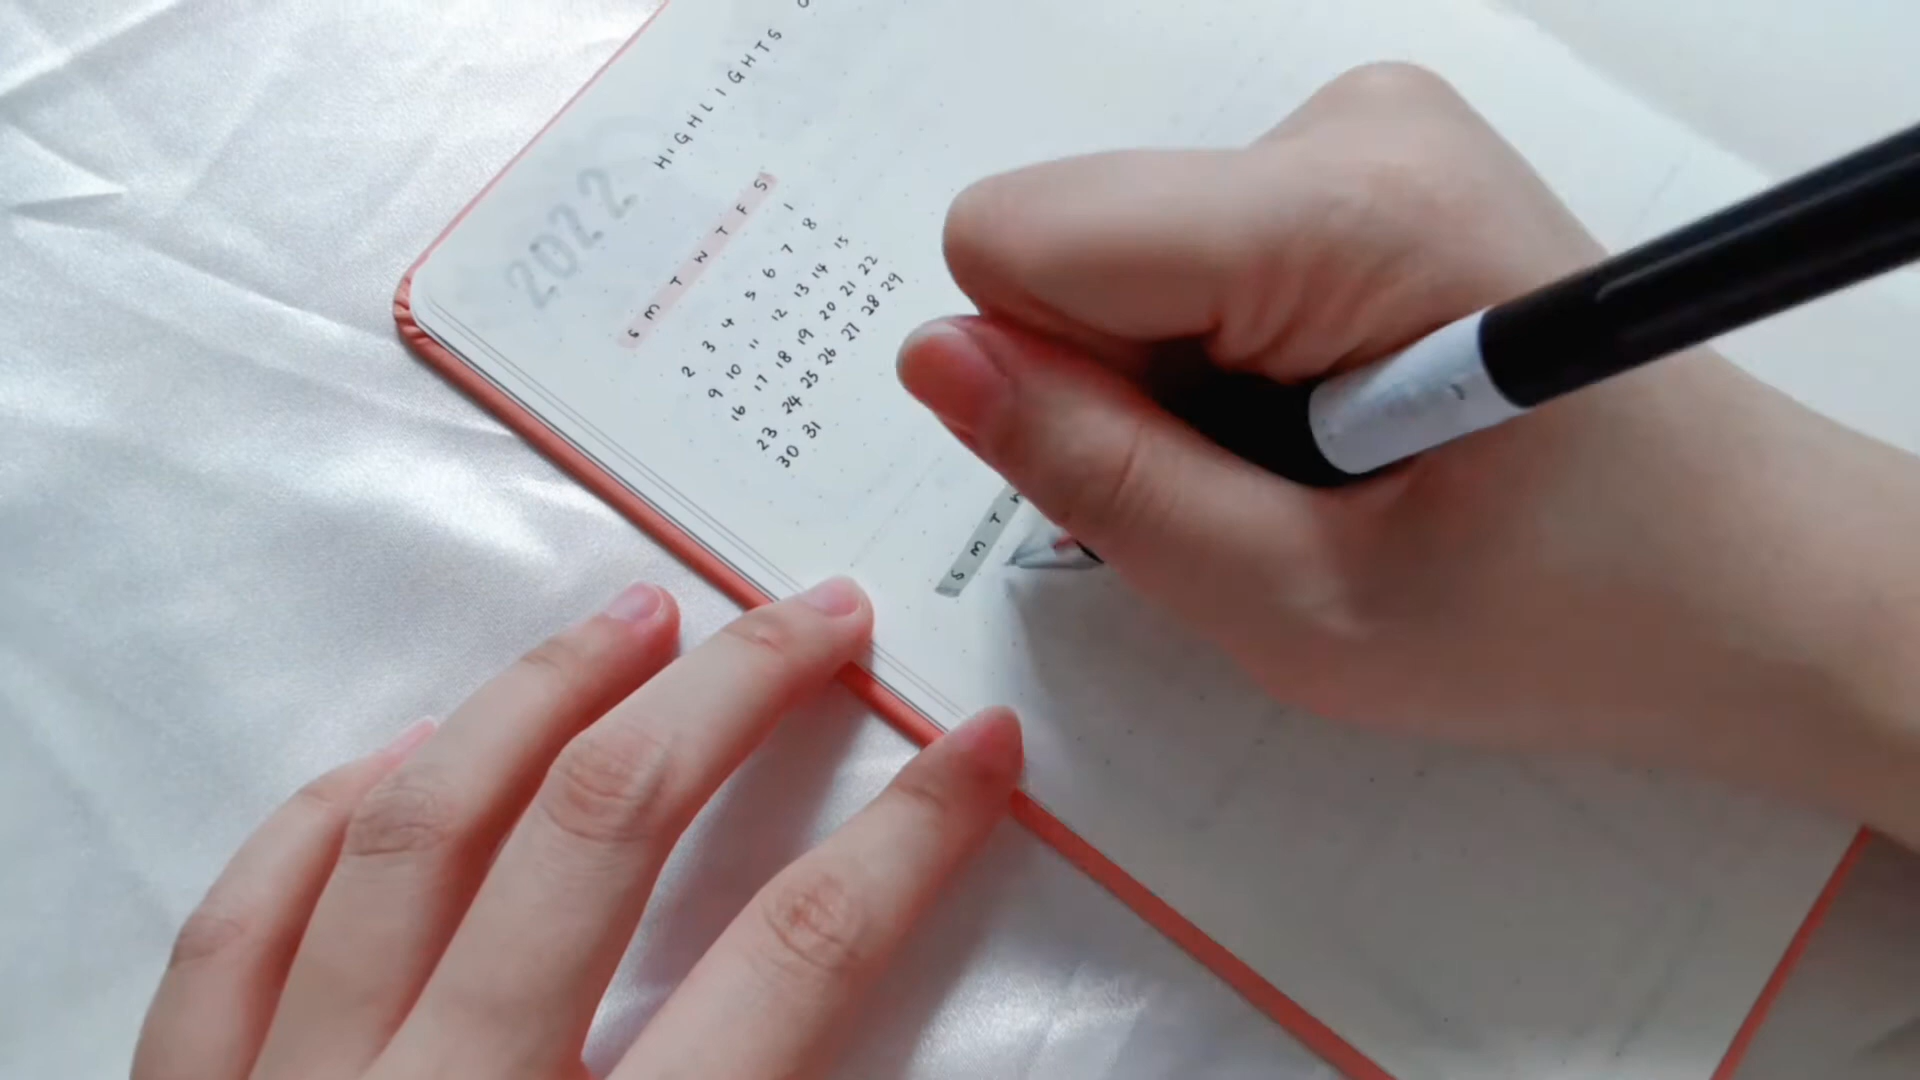 2022
HIGHLIGHTS
S M T W T F S
1
2 3 4 5 6 7 8
9 10 11 12 13 14 15
16 17 18 19 20 21 22
23 24 25 26 27 28 29
30 31
S M T